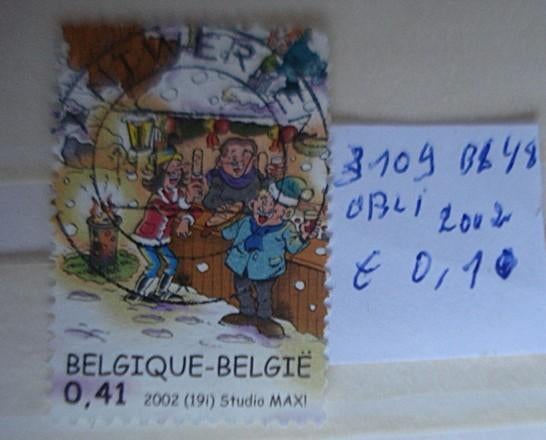 BELGIQUE-BELGIË
0,41 2002 (19i) Studio MAX!
3109 BL48
OBLI 2002
€ 0,10